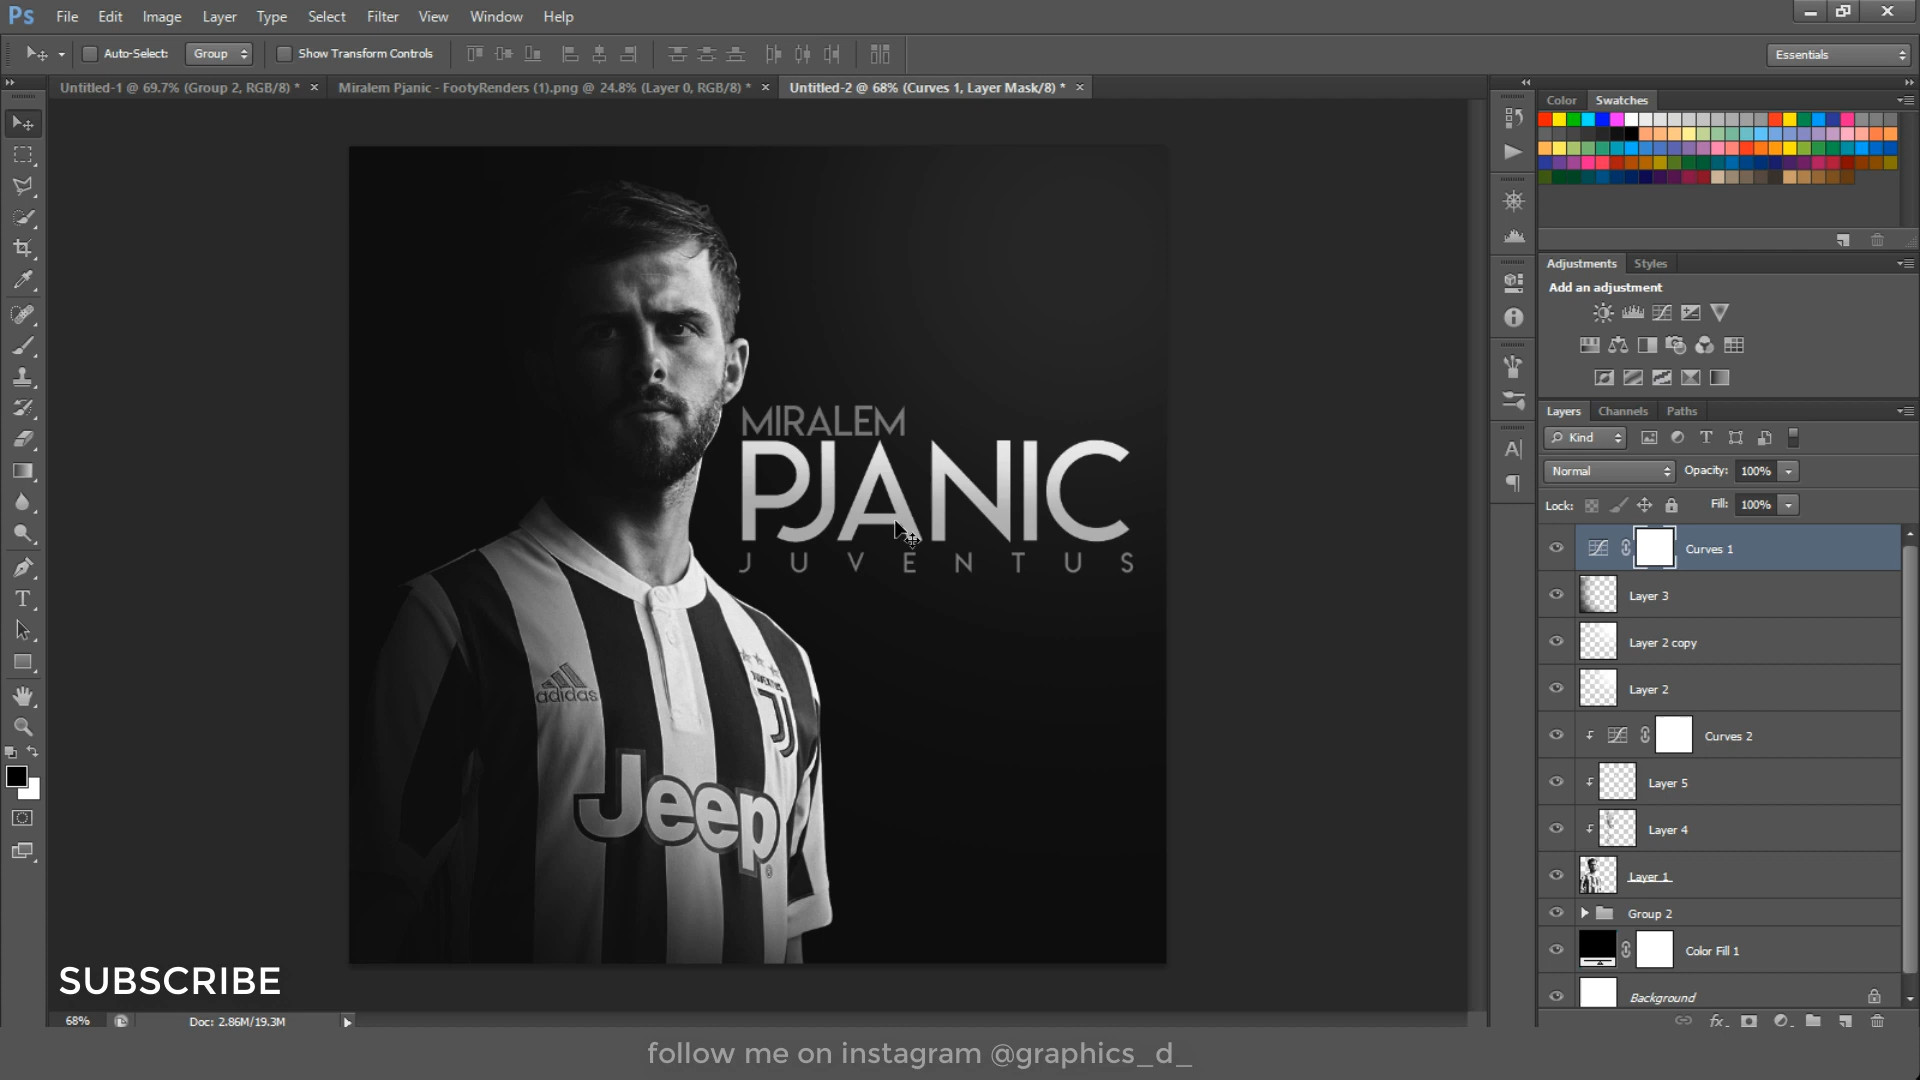 Ps File Edit Image Layer Type Select Filter View Window Help
Auto-Select: Group Show Transform Controls Essentials
Untitled-1 @ 69.7% (Group 2, RGB/8) * Miralem Pjanic - FootyRenders (1).png @ 24.8% (Layer 0, RGB/8) * Untitled-2 @ 68% (Curves 1, Layer Mask/8) *
Color Swatches
Adjustments Styles
Add an adjustment
Layers Channels Paths
Kind
Normal Opacity: 100%
Lock: Fill: 100%
Curves 1
Layer 3
Layer 2 copy
Layer 2
Curves 2
Layer 5
Layer 4
Layer 1
Group 2
Color Fill 1
Background
MIRALEM
PJANIC
JUVENTUS
adidas
JUVENTUS
Jeep
SUBSCRIBE
68% Doc: 2.86M/19.3M
follow me on instagram @graphics_d_